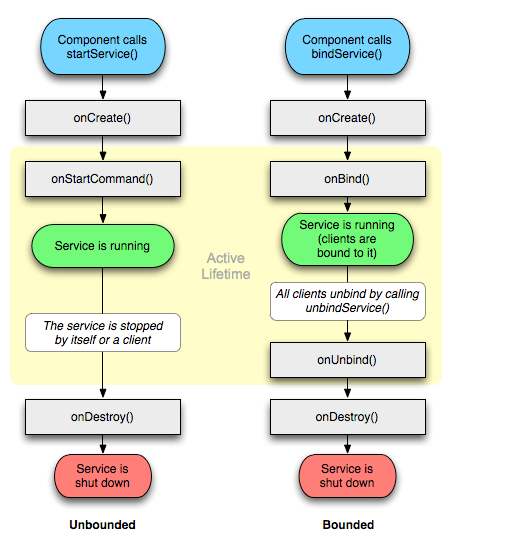 Component calls
startService()
onCreate()
onStartCommand()
Service is running
The service is stopped
by itself or a client
onDestroy()
Service is
shut down
Unbounded
Active
Lifetime
Component calls
bindService()
onCreate()
onBind()
Service is running
(clients are
bound to it)
All clients unbind by calling
unbindService()
onUnbind()
onDestroy()
Service is
shut down
Bounded